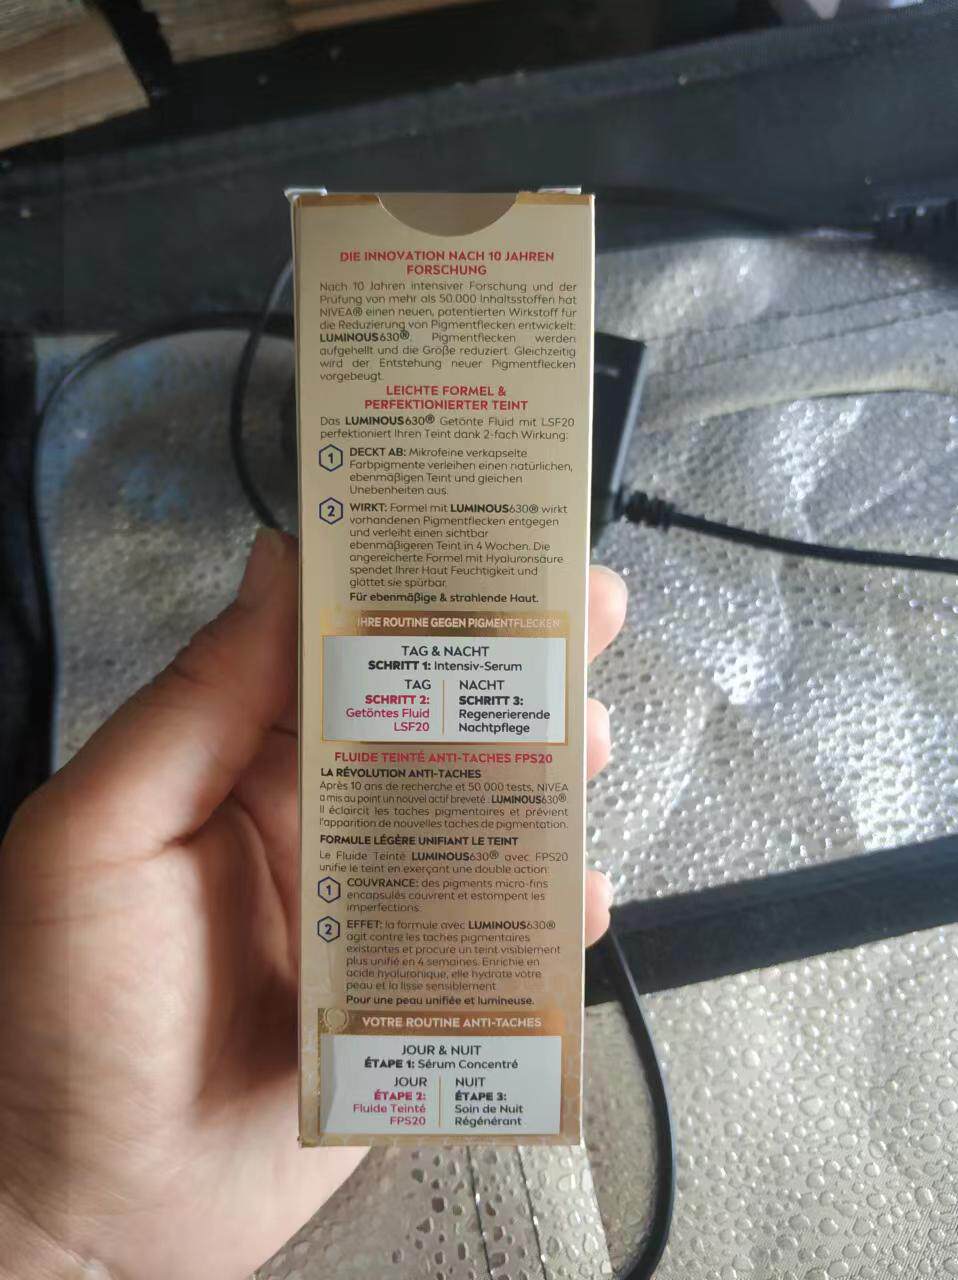 DIE INNOVATION NACH 10 JAHREN
FORSCHUNG
Nach 10 Jahren intensiver Forschung und der
Prüfung von mehr als 50.000 Inhaltsstoffen hat
NIVEA® einen neuen, patentierten Wirkstoff für
die Reduzierung von Pigmentflecken entwickelt:
LUMINOUS630®. Pigmentflecken werden
aufgehellt und die Größe reduziert. Gleichzeitig
wird der Entstehung neuer Pigmentflecken
vorgebeugt.
LEICHTE FORMEL &
PERFEKTIONIERTER TEINT
Das LUMINOUS630® Getönte Fluid mit LSF20
perfektioniert Ihren Teint dank 2-fach Wirkung:
1 DECKT AB: Mikrofeine verkapselte
Farbpigmente verleihen einen natürlichen,
ebenmäßigen Teint und gleichen
Unebenheiten aus.
2 WIRKT: Formel mit LUMINOUS630® wirkt
vorhandenen Pigmentflecken entgegen
und verleiht einen sichtbar
ebenmäßigeren Teint in 4 Wochen. Die
angereicherte Formel mit Hyaluronsäure
spendet Ihrer Haut Feuchtigkeit und
glättet sie spürbar.
Für ebenmäßige & strahlende Haut.
IHRE ROUTINE GEGEN PIGMENTFLECKEN
TAG & NACHT
SCHRITT 1: Intensiv-Serum
TAG
SCHRITT 2:
Getöntes Fluid
LSF20
NACHT
SCHRITT 3:
Regenerierende
Nachtpflege
FLUIDE TEINTÉ ANTI-TACHES FPS20
LA RÉVOLUTION ANTI-TACHES
Après 10 ans de recherche et 50 000 tests, NIVEA
a mis au point un nouvel actif breveté : LUMINOUS630®.
Il éclaircit les taches pigmentaires et prévient
l'apparition de nouvelles taches de pigmentation.
FORMULE LÉGÈRE UNIFIANT LE TEINT
Le Fluide Teinté LUMINOUS630® avec FPS20
unifie le teint en exerçant une double action:
1 COUVRANCE: des pigments micro-fins
encapsulés couvrent et estompent les
imperfections.
2 EFFET: la formule avec LUMINOUS630®
agit contre les taches pigmentaires
existantes et procure un teint visiblement
plus unifié en 4 semaines. Enrichie en
acide hyaluronique, elle hydrate votre
peau et la lisse sensiblement.
Pour une peau unifiée et lumineuse.
VOTRE ROUTINE ANTI-TACHES
JOUR & NUIT
ÉTAPE 1: Sérum Concentré
JOUR
ÉTAPE 2:
Fluide Teinté
FPS20
NUIT
ÉTAPE 3:
Soin de Nuit
Régénérant